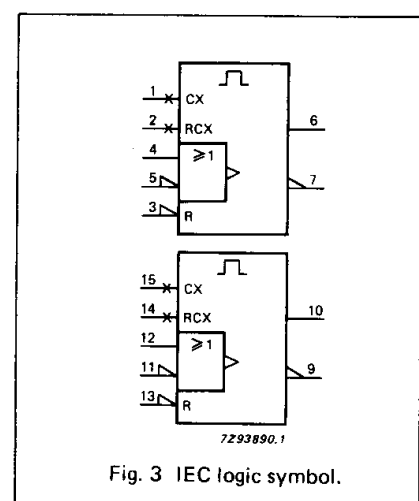 1
CX
2
RCX
6
4
≥1
5
7
3
R
15
CX
14
RCX
10
12
≥1
11
9
13
R
7Z93890.1
Fig. 3 IEC logic symbol.